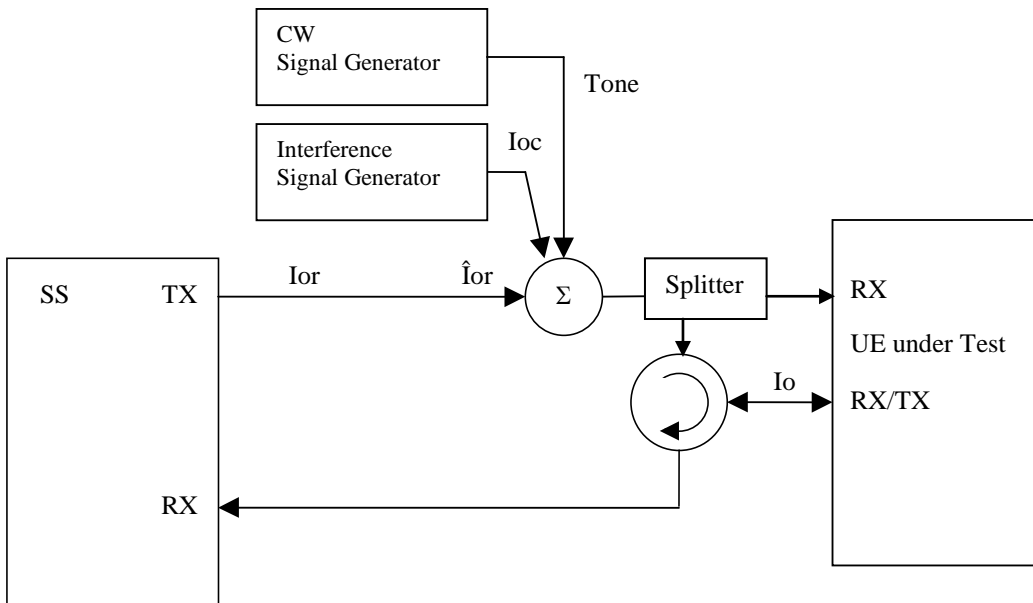 CW
Signal Generator
Tone
Interference
Signal Generator
Ioc
SS
TX
Ior
Îor
Σ
Splitter
RX
UE under Test
Io
RX/TX
RX